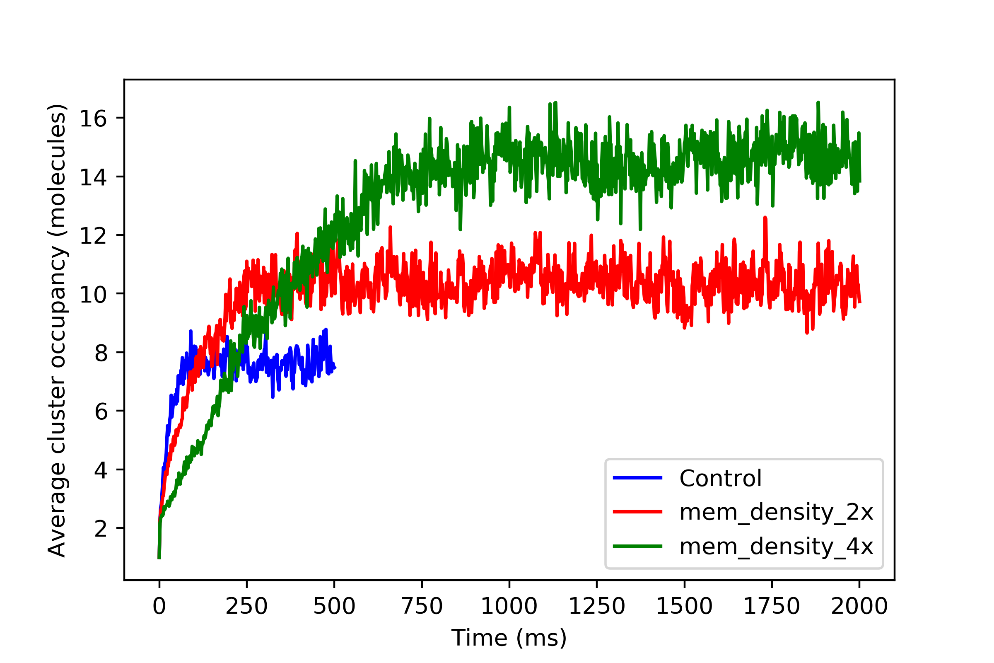 16
14
12
10
8
6
4
2
Average cluster occupancy (molecules)
Control
mem_density_2x
mem_density_4x
0 250 500 750 1000 1250 1500 1750 2000
Time (ms)